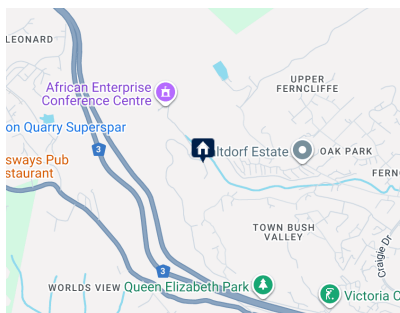 LEONARD
African Enterprise
Conference Centre
UPPER
FERNCLIFFE
on Quarry Superspar
3
ltdorf Estate
OAK PARK
sways Pub
staurant
FERN
TOWN BUSH
VALLEY
Craigie Dr
3
WORLDS VIEW
Queen Elizabeth Park
Victoria C